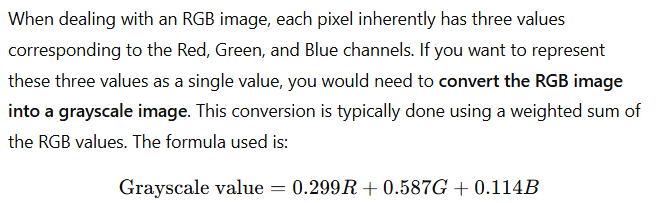 When dealing with an RGB image, each pixel inherently has three values
corresponding to the Red, Green, and Blue channels. If you want to represent
these three values as a single value, you would need to convert the RGB image
into a grayscale image. This conversion is typically done using a weighted sum of
the RGB values. The formula used is:
Grayscale value = 0.299R + 0.587G + 0.114B